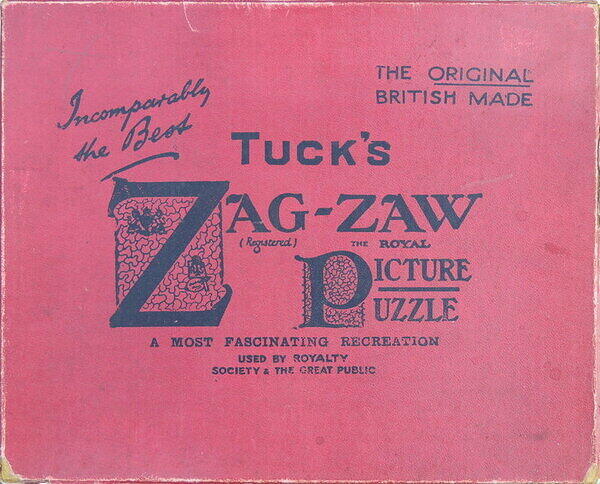 Incomparably
the Best
THE ORIGINAL
BRITISH MADE
TUCK'S
ZAG-ZAW
(Registered)
THE ROYAL
PICTURE
PUZZLE
A MOST FASCINATING RECREATION
USED BY ROYALTY
SOCIETY & THE GREAT PUBLIC